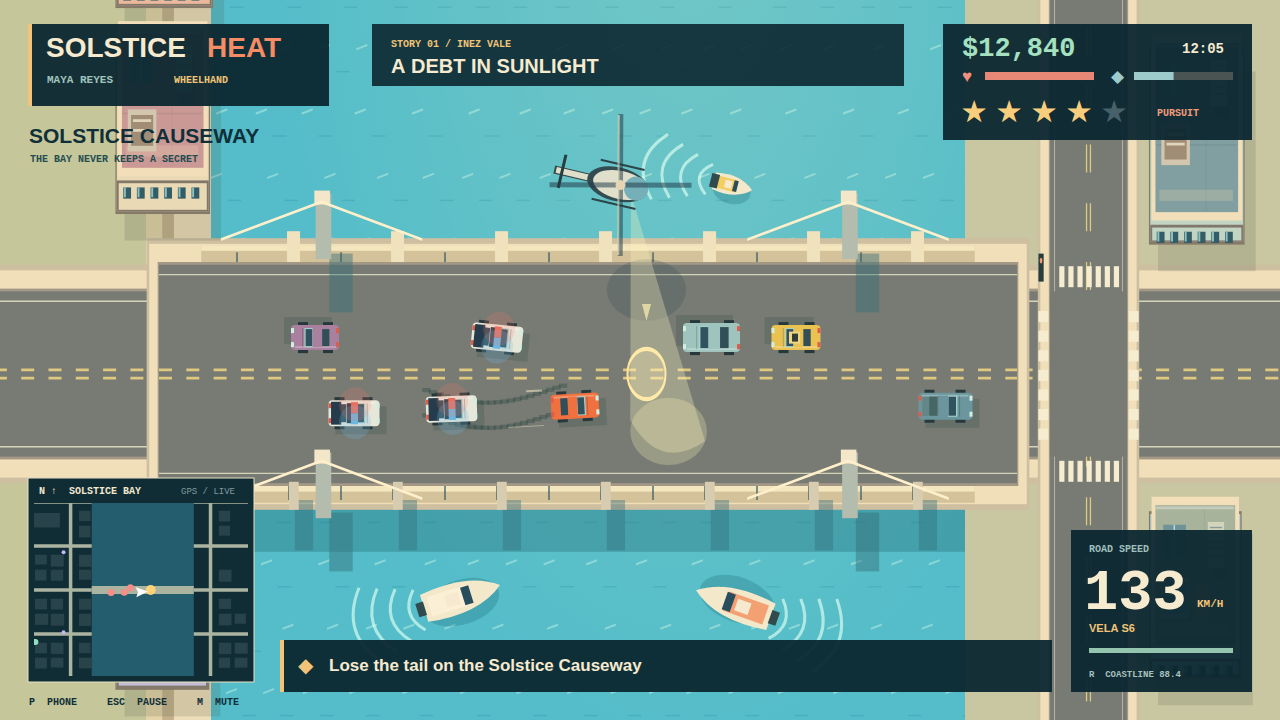 SOLSTICE HEAT
MAYA REYES WHEELHAND
SOLSTICE CAUSEWAY
THE BAY NEVER KEEPS A SECRET
STORY 01 / INEZ VALE
A DEBT IN SUNLIGHT
$12,840 12:05
PURSUIT
N ↑ SOLSTICE BAY GPS / LIVE
P PHONE ESC PAUSE M MUTE
Lose the tail on the Solstice Causeway
ROAD SPEED
133 KM/H
VELA S6
R COASTLINE 88.4